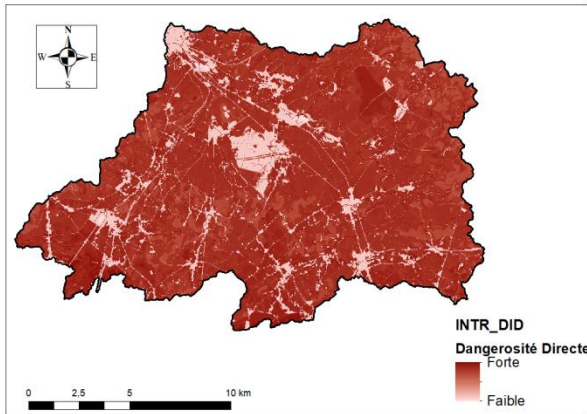 N
W E
S
INTR_DID
Dangerosité Directe
Forte
Faible
0 2,5 5 10 km